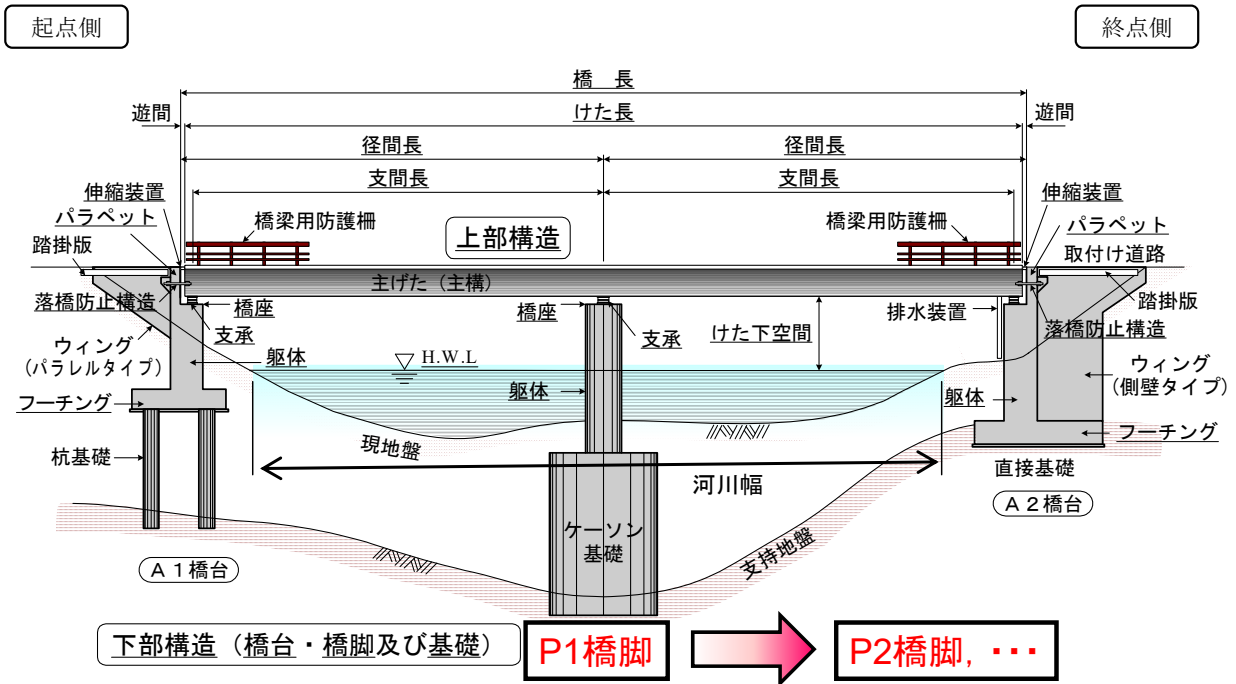 起点側
終点側
橋 長
遊間
けた長
遊間
径間長
径間長
支間長
支間長
伸縮装置
伸縮装置
パラペット
橋梁用防護柵
橋梁用防護柵
パラペット
踏掛版
上部構造
取付け道路
主げた（主構）
落橋防止構造
橋座
橋座
排水装置
踏掛版
支承
支承
けた下空間
落橋防止構造
ウィング
(パラレルタイプ)
躯体
H.W.L
ウィング
(側壁タイプ)
フーチング
躯体
躯体
現地盤
フーチング
杭基礎
河川幅
直接基礎
A２橋台
ケーソン
基礎
支持地盤
A１橋台
下部構造（橋台・橋脚及び基礎）
P1橋脚
P2橋脚，・・・